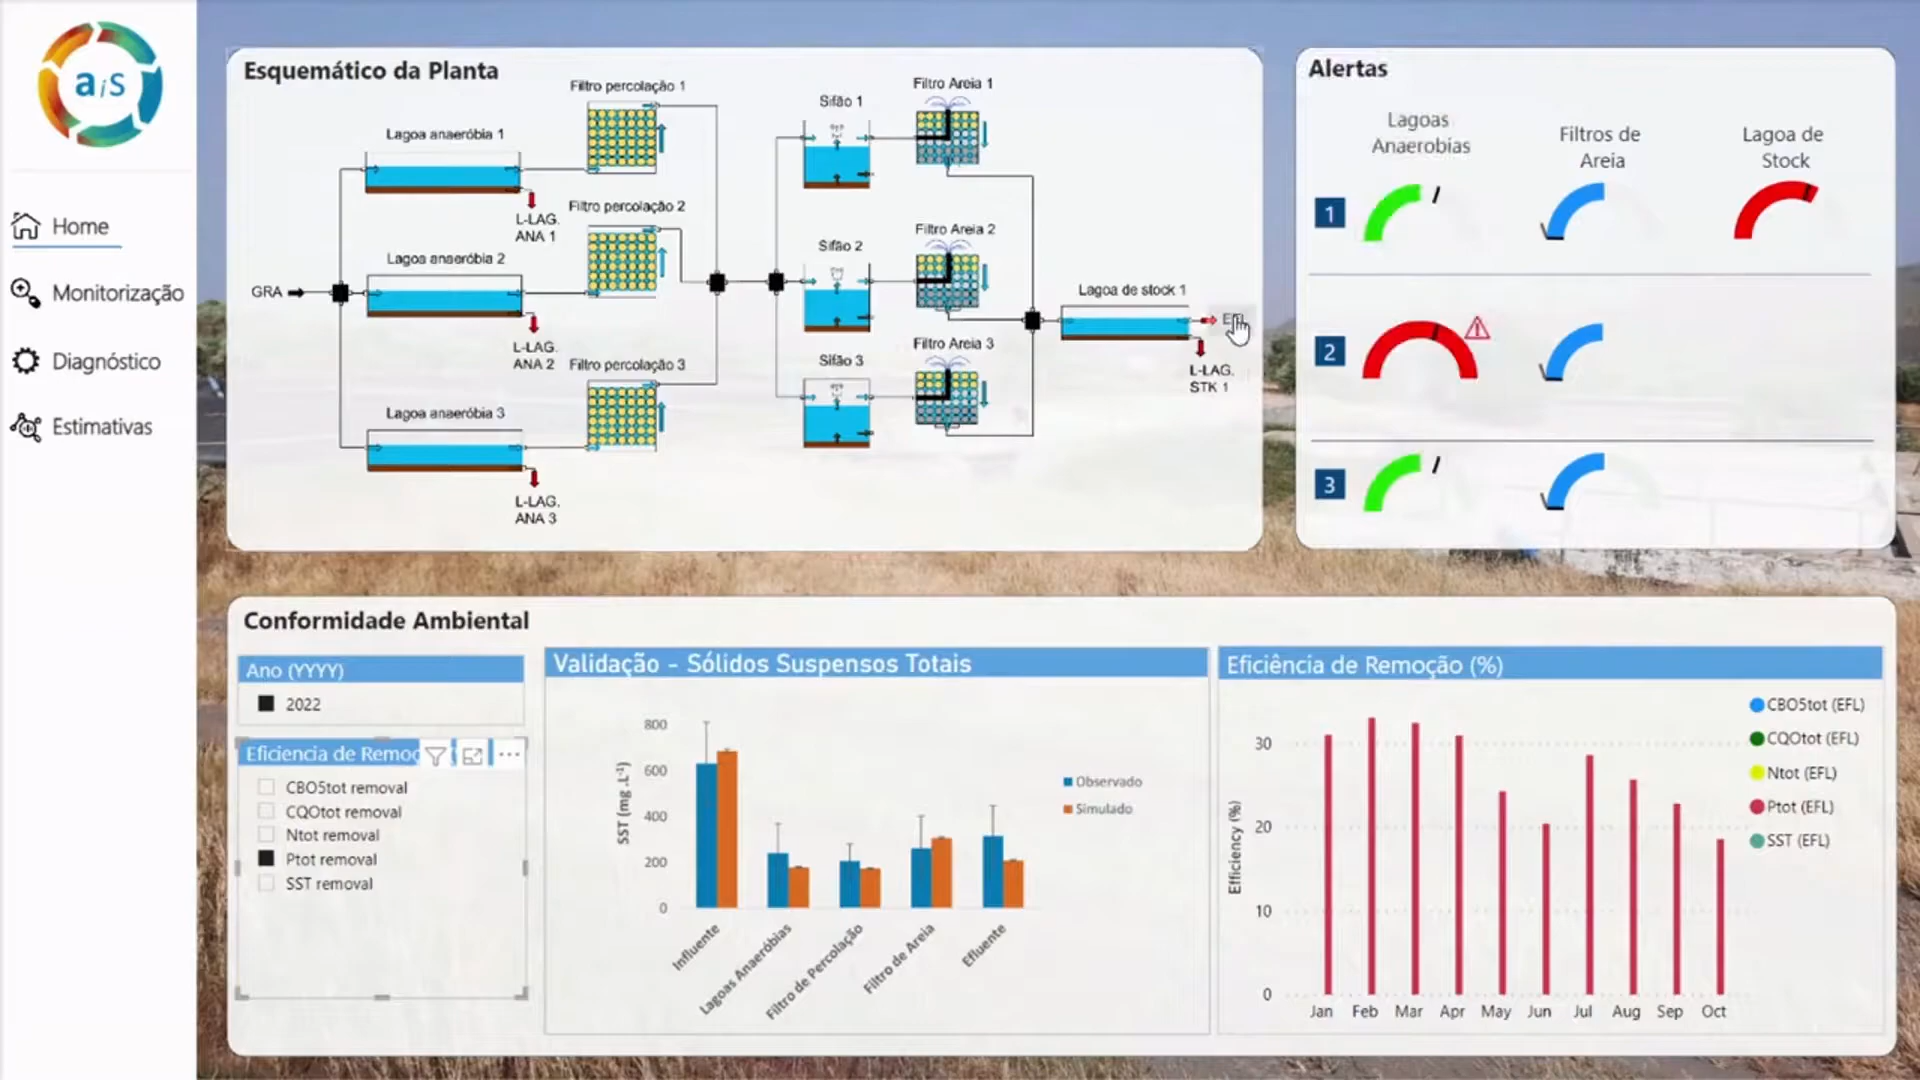 aiS
Home
Monitorização
Diagnóstico
Estimativas
Esquemático da Planta
Filtro percolação 1
Lagoa anaeróbia 1
L-LAG.
ANA 1
Filtro percolação 2
Lagoa anaeróbia 2
GRA
L-LAG.
ANA 2
Filtro percolação 3
Lagoa anaeróbia 3
L-LAG.
ANA 3
Sifão 1
Filtro Areia 1
Sifão 2
Filtro Areia 2
Sifão 3
Filtro Areia 3
Lagoa de stock 1
L-LAG.
STK 1
Alertas
Lagoas
Anaerobias
Filtros de
Areia
Lagoa de
Stock
1
2
3
Conformidade Ambiental
Ano (YYYY)
2022
Eficiencia de Remoç
CBO5tot removal
CQOtot removal
Ntot removal
Ptot removal
SST removal
Validação - Sólidos Suspensos Totais
SST (mg .L-1)
800
600
400
200
0
Influente
Lagoas Anaeróbias
Filtro de Percolação
Filtro de Areia
Efluente
Observado
Simulado
Eficiência de Remoção (%)
Efficiency (%)
30
20
10
0
Jan Feb Mar Apr May Jun Jul Aug Sep Oct
CBO5tot (EFL)
CQOtot (EFL)
Ntot (EFL)
Ptot (EFL)
SST (EFL)